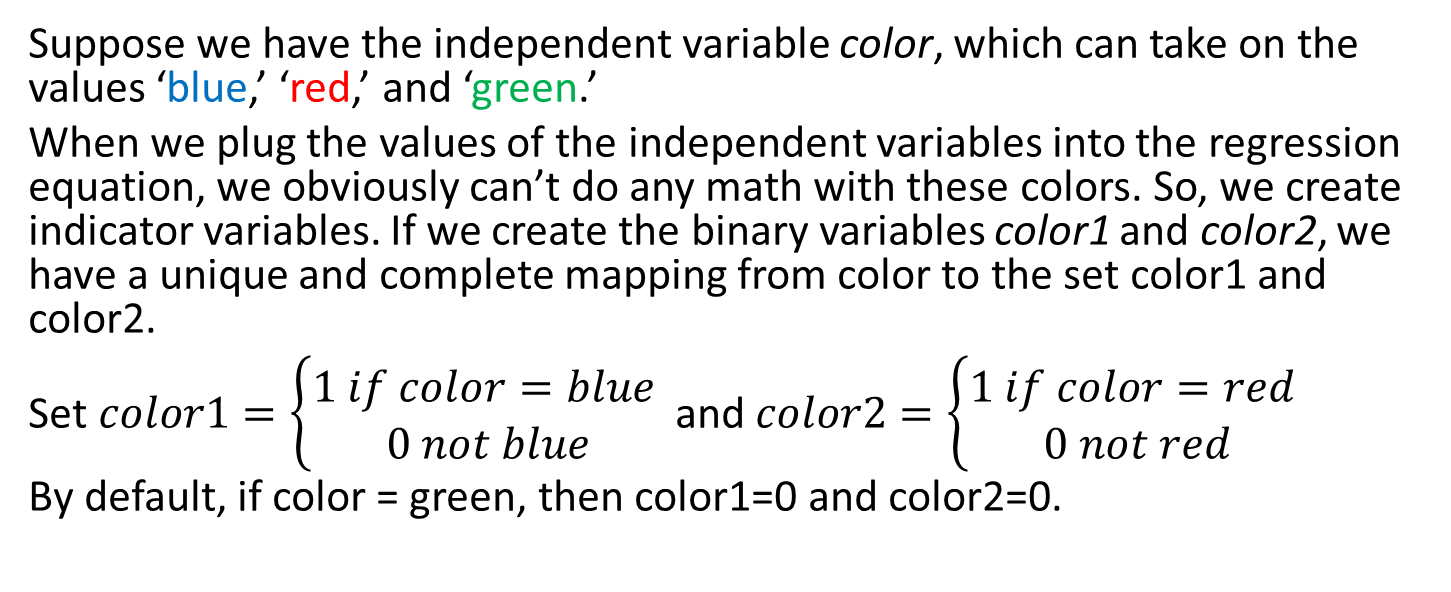 Suppose we have the independent variable color, which can take on the
values ‘blue,’ ‘red,’ and ‘green.’
When we plug the values of the independent variables into the regression
equation, we obviously can’t do any math with these colors. So, we create
indicator variables. If we create the binary variables color1 and color2, we
have a unique and complete mapping from color to the set color1 and
color2.
Set color1 = { 1 if color = blue
0 not blue
and color2 = { 1 if color = red
0 not red
By default, if color = green, then color1=0 and color2=0.